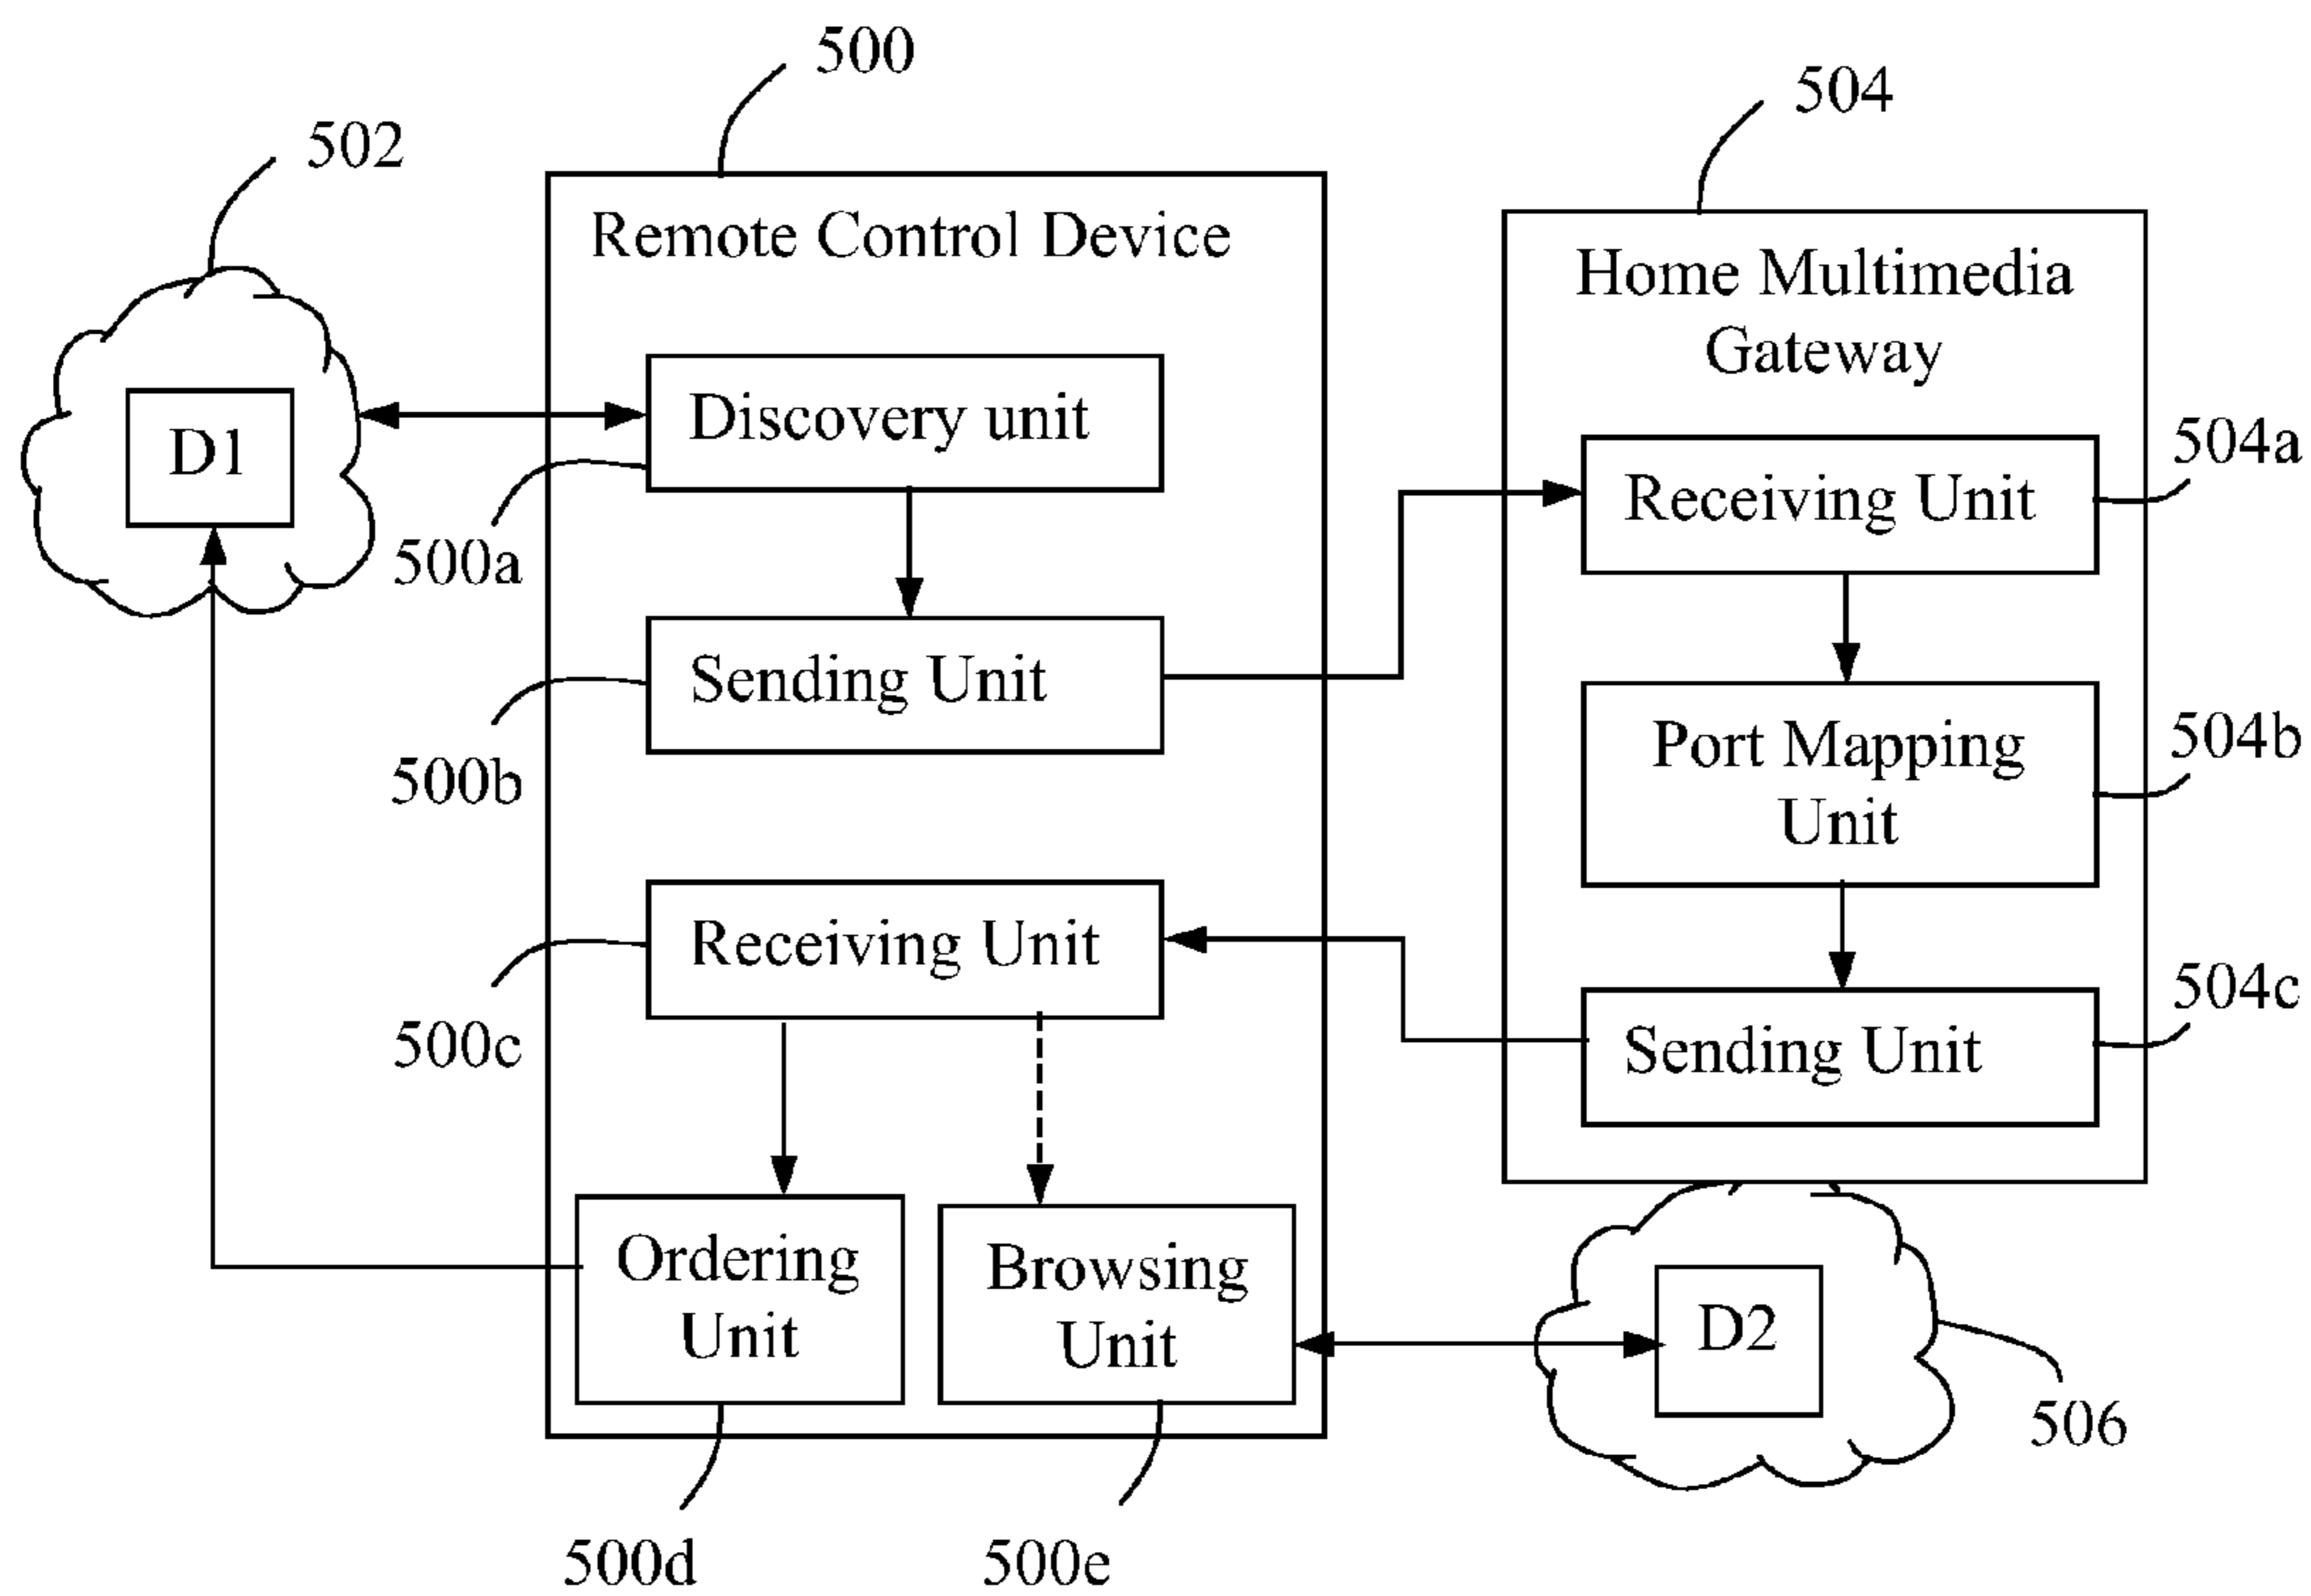 500
504
502
Remote Control Device
Home Multimedia
Gateway
D1
Discovery unit
504a
Receiving Unit
500a
Sending Unit
504b
Port Mapping
Unit
500b
Receiving Unit
504c
Sending Unit
500c
Ordering
Unit
Browsing
Unit
D2
506
500d
500e